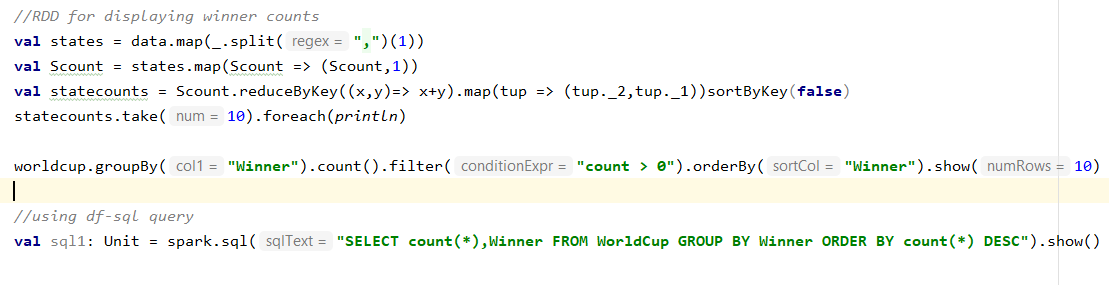 //RDD for displaying winner counts
val states = data.map(_.split( regex = ",")(1))
val Scount = states.map(Scount => (Scount,1))
val statecounts = Scount.reduceByKey((x,y)=> x+y).map(tup => (tup._2,tup._1))sortByKey(false)
statecounts.take( num = 10).foreach(println)
worldcup.groupBy( col1 = "Winner").count().filter( conditionExpr = "count > 0").orderBy( sortCol = "Winner").show( numRows = 10)
//using df-sql query
val sql1: Unit = spark.sql( sqlText = "SELECT count(*),Winner FROM WorldCup GROUP BY Winner ORDER BY count(*) DESC").show()